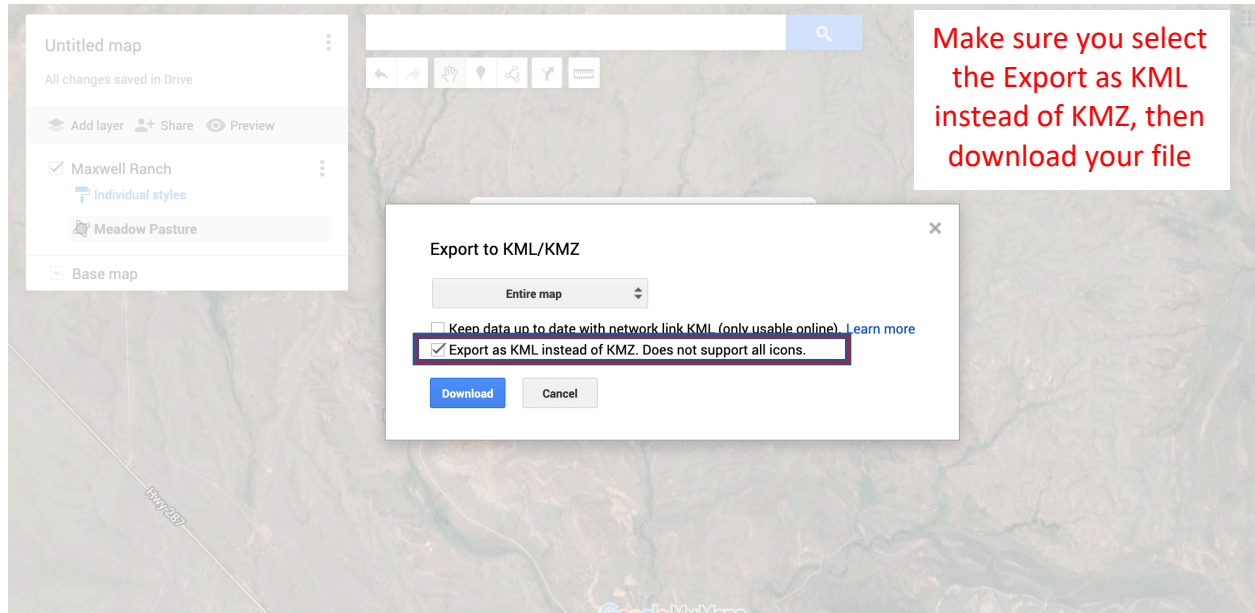 Untitled map
All changes saved in Drive
Add layer Share Preview
Maxwell Ranch
Individual styles
Meadow Pasture
Base map
Make sure you select
the Export as KML
instead of KMZ, then
download your file
Export to KML/KMZ
Entire map
Keep data up to date with network link KML (only usable online). Learn more
Export as KML instead of KMZ. Does not support all icons.
Download Cancel
Hwy 287
Google My Maps